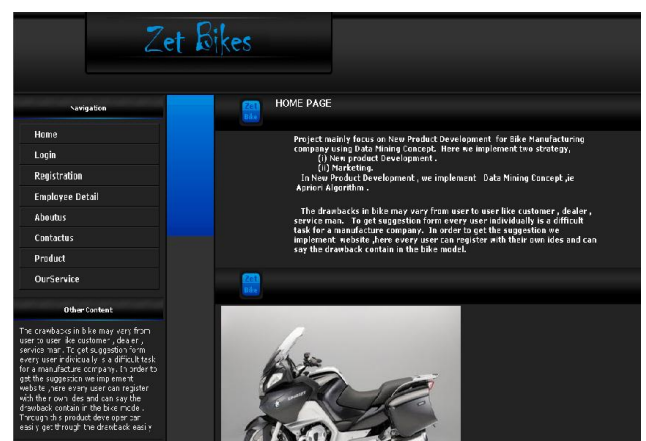 Zet Bikes
Navigation
Home
Login
Registration
Employee Detail
Aboutus
Contactus
Product
OurService
Other Content
The drawbacks in bike may vary from
user to user like customer , dealer ,
service man. To get suggestion form
every user individually is a difficult task
for a manufacture company. In order to
get the suggestion we implement
website ,here every user can register
with their own ides and can say the
drawback contain in the bike model.
Through this product developer can
easily get through the drawback easily
Zet
Bike
HOME PAGE
Project mainly focus on New Product Development for Bike Manufacturing
company using Data Mining Concept. Here we implement two strategy,
(i) New product Development .
(ii) Marketing.
In New Product Development , we implement Data Mining Concept ,ie
Apriori Algorithm .
The drawbacks in bike may vary from user to user like customer , dealer ,
service man. To get suggestion form every user individually is a difficult
task for a manufacture company. In order to get the suggestion we
implement website ,here every user can register with their own ides and can
say the drawback contain in the bike model.
Zet
Bike